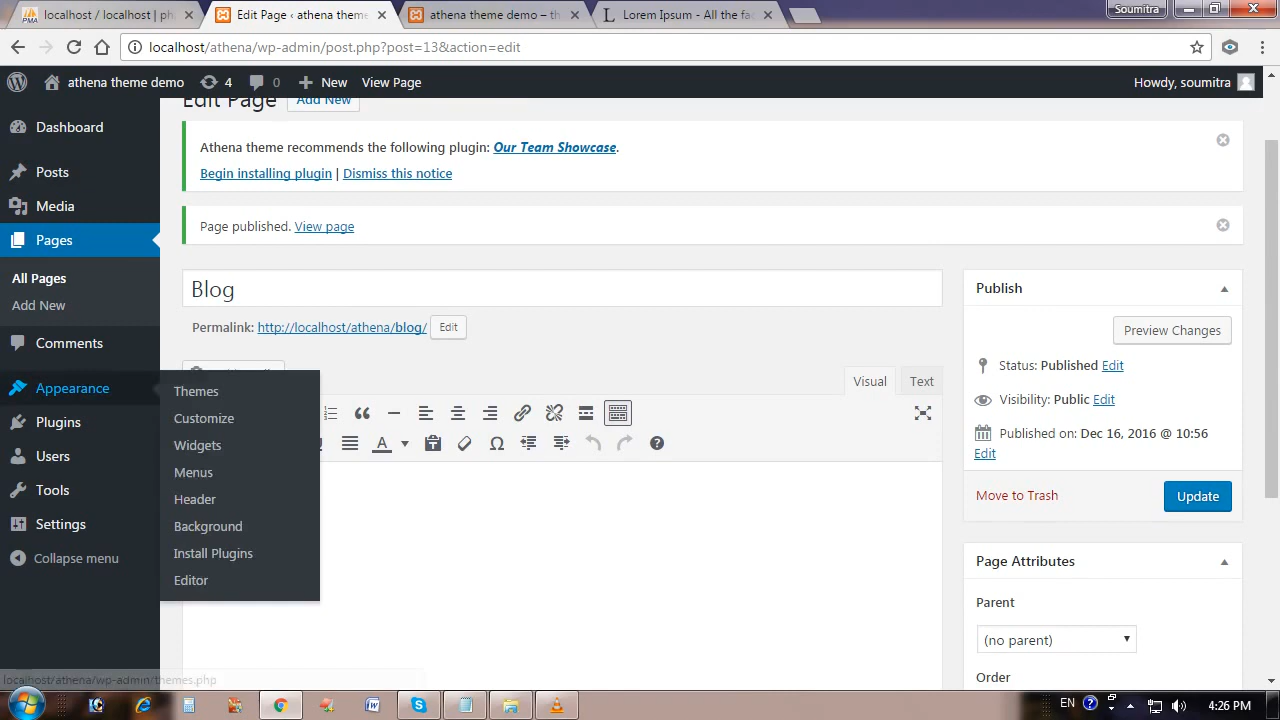 localhost / localhost | ph
Edit Page ‹ athena theme
athena theme demo – th
Lorem Ipsum - All the fa
Soumitra
localhost/athena/wp-admin/post.php?post=13&action=edit
athena theme demo
4
0
New
View Page
Howdy, soumitra
Edit Page
Add New
Dashboard
Posts
Media
Pages
All Pages
Add New
Comments
Appearance
Plugins
Users
Tools
Settings
Collapse menu
Themes
Customize
Widgets
Menus
Header
Background
Install Plugins
Editor
Athena theme recommends the following plugin: Our Team Showcase.
Begin installing plugin | Dismiss this notice
Page published. View page
Blog
Permalink: http://localhost/athena/blog/
Edit
Visual
Text
Publish
Preview Changes
Status: Published Edit
Visibility: Public Edit
Published on: Dec 16, 2016 @ 10:56
Edit
Move to Trash
Update
Page Attributes
Parent
(no parent)
Order
localhost/athena/wp-admin/themes.php
EN
4:26 PM